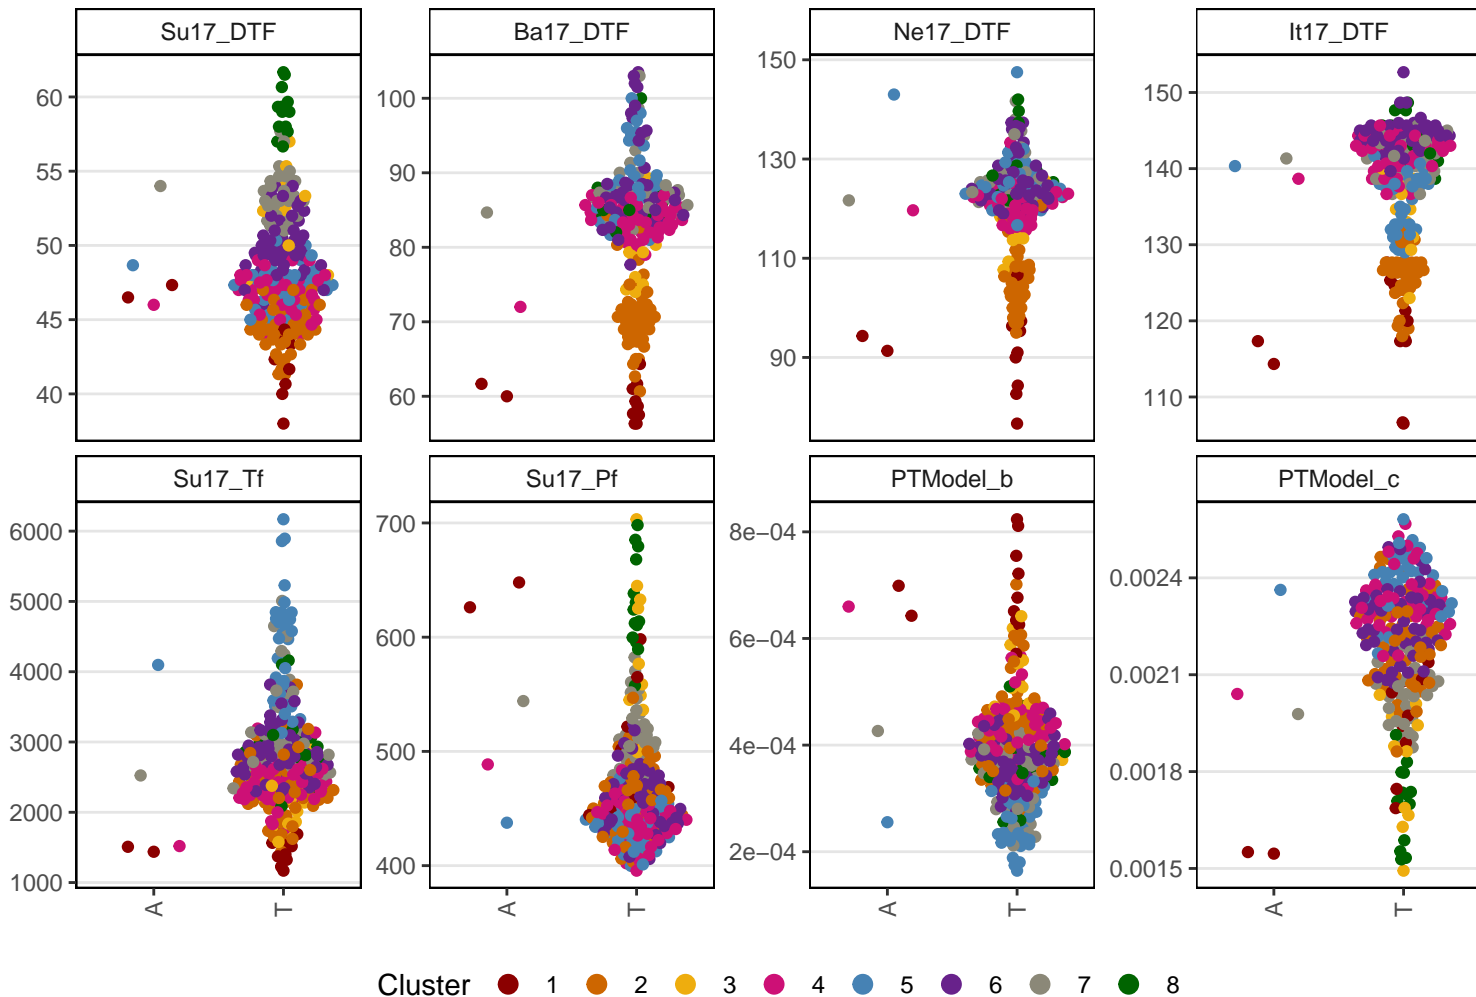 Su17_DTF Ba17_DTF Ne17_DTF It17_DTF
60 55 50 45 40
100 90 80 70 60
150 130 110 90
150 140 130 120 110
Su17_Tf Su17_Pf PTModel_b PTModel_c
6000 5000 4000 3000 2000 1000
700 600 500 400
8e−04 6e−04 4e−04 2e−04
0.0024 0.0021 0.0018 0.0015
A T A T A T A T
Cluster 1 2 3 4 5 6 7 8